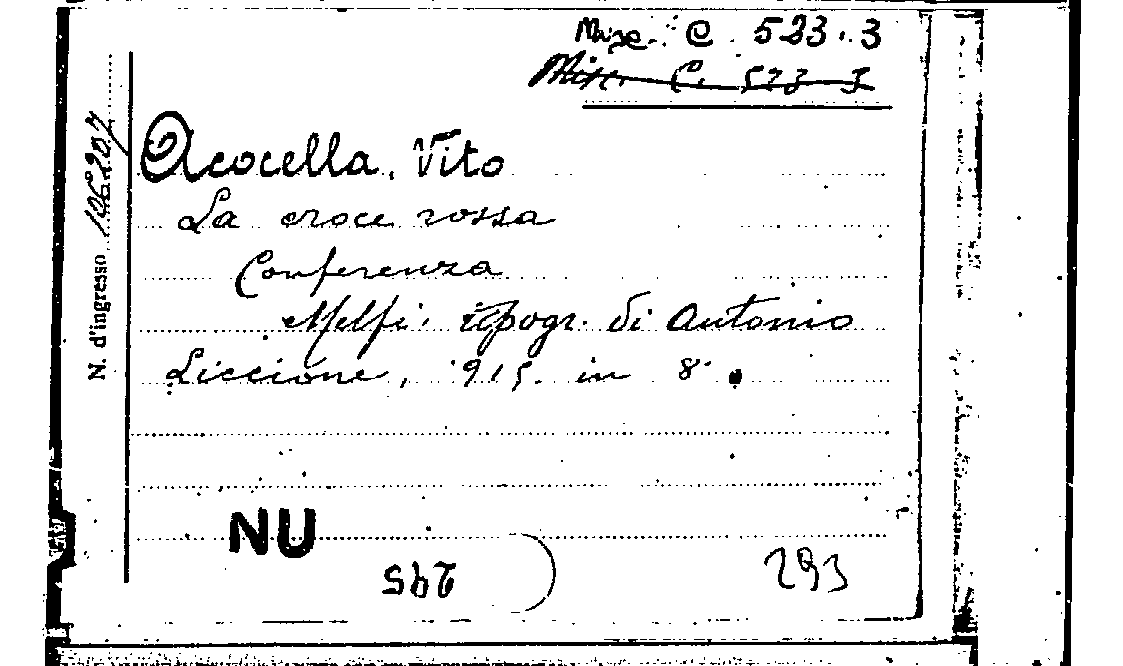 Misc. C. 523.3
Misc. C. 523 3
N. d'ingresso 106207
Acocella, Vito
La croce rossa
Conferenza
Melfi. tipogr. di Antonio
Liccione, 915. in 8°.
NU
295
293